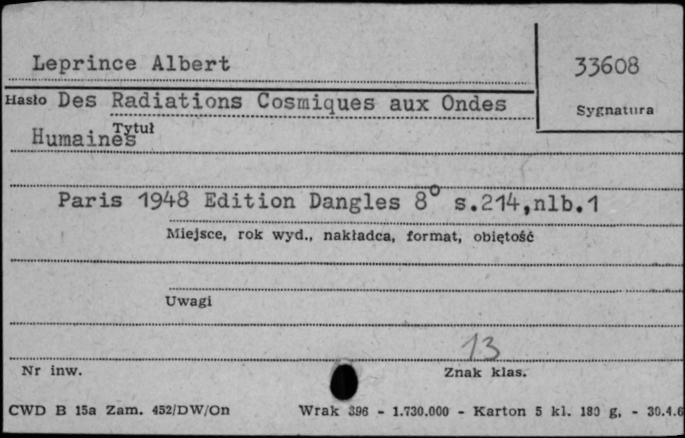 Leprince Albert
33608
Hasło Des Radiations Cosmiques aux Ondes
Sygnatura
Tytuł
Humaines
Paris 1948 Edition Dangles 8° s.214,nlb.1
Miejsce, rok wyd., nakładca, format, objętość
Uwagi
13
Nr inw.
Znak klas.
CWD B 15a Zam. 452/DW/On Wrak 396 - 1.730.000 - Karton 5 kl. 180 g, - 30.4.6